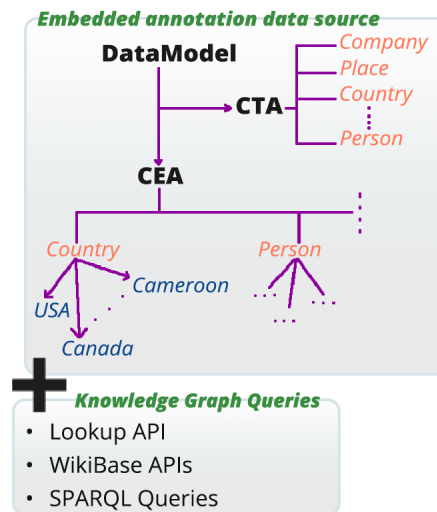 Embedded annotation data source
DataModel
Company
Place
CTA
Country
Person
CEA
Country
Person
Cameroon
USA
Canada
Knowledge Graph Queries
• Lookup API
• WikiBase APIs
• SPARQL Queries